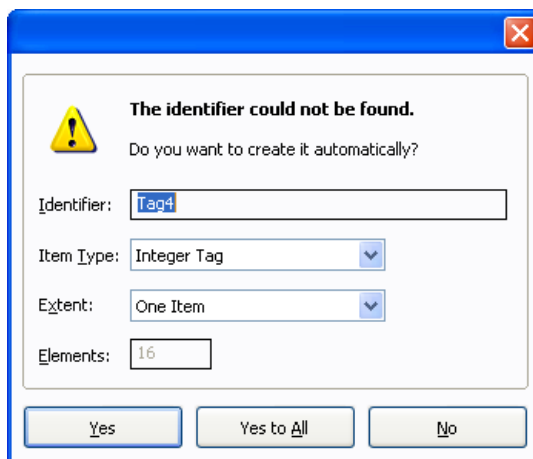 The identifier could not be found.
Do you want to create it automatically?
Identifier: Tag4
Item Type: Integer Tag
Extent: One Item
Elements: 16
Yes Yes to All No